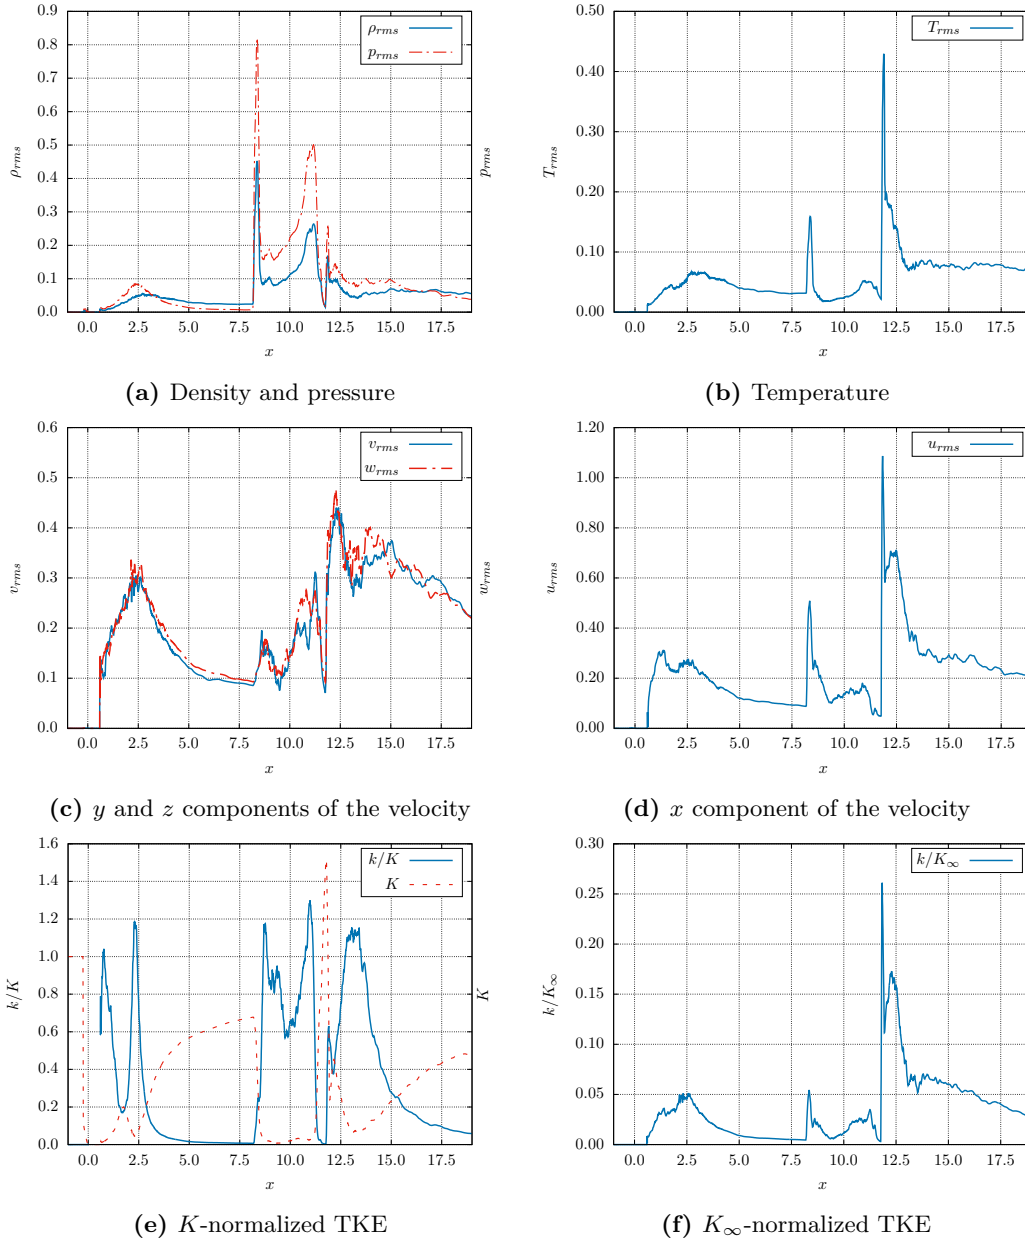 0.9
0.8
0.7
0.6
0.5
0.4
0.3
0.2
0.1
0.0
ρrms
prms
ρrms
prms
0.0 2.5 5.0 7.5 10.0 12.5 15.0 17.5
x
(a) Density and pressure
0.50
0.40
0.30
0.20
0.10
0.00
Trms
Trms
0.0 2.5 5.0 7.5 10.0 12.5 15.0 17.5
x
(b) Temperature
0.6
0.5
0.4
0.3
0.2
0.1
0.0
vrms
wrms
vrms
wrms
0.0 2.5 5.0 7.5 10.0 12.5 15.0 17.5
x
(c) y and z components of the velocity
1.20
1.00
0.80
0.60
0.40
0.20
0.00
urms
urms
0.0 2.5 5.0 7.5 10.0 12.5 15.0 17.5
x
(d) x component of the velocity
1.6
1.4
1.2
1.0
0.8
0.6
0.4
0.2
0.0
k/K
K
k/K
K
0.0 2.5 5.0 7.5 10.0 12.5 15.0 17.5
x
(e) K-normalized TKE
0.30
0.25
0.20
0.15
0.10
0.05
0.00
k/K∞
k/K∞
0.0 2.5 5.0 7.5 10.0 12.5 15.0 17.5
x
(f) K∞-normalized TKE